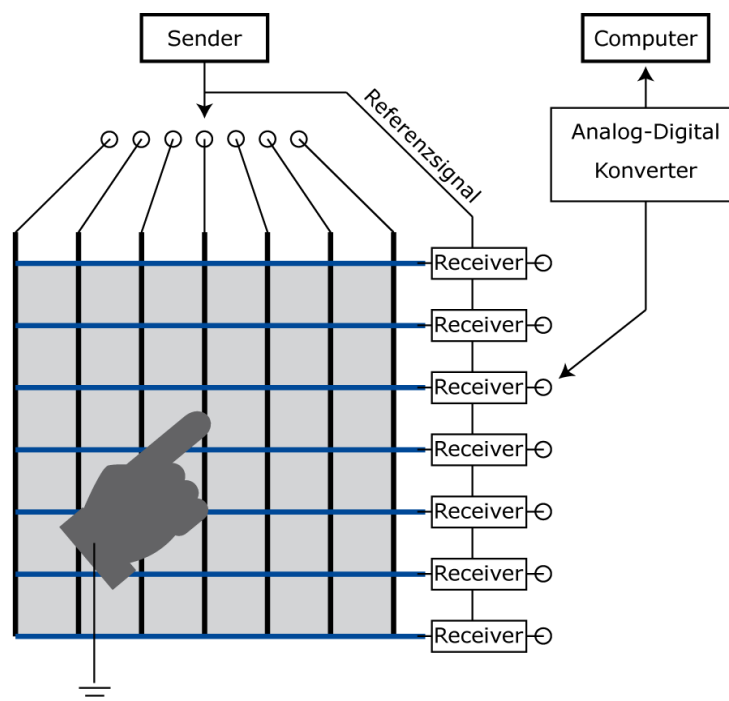 Sender
Computer
Referenzsignal
Analog-Digital
Konverter
Receiver
Receiver
Receiver
Receiver
Receiver
Receiver
Receiver